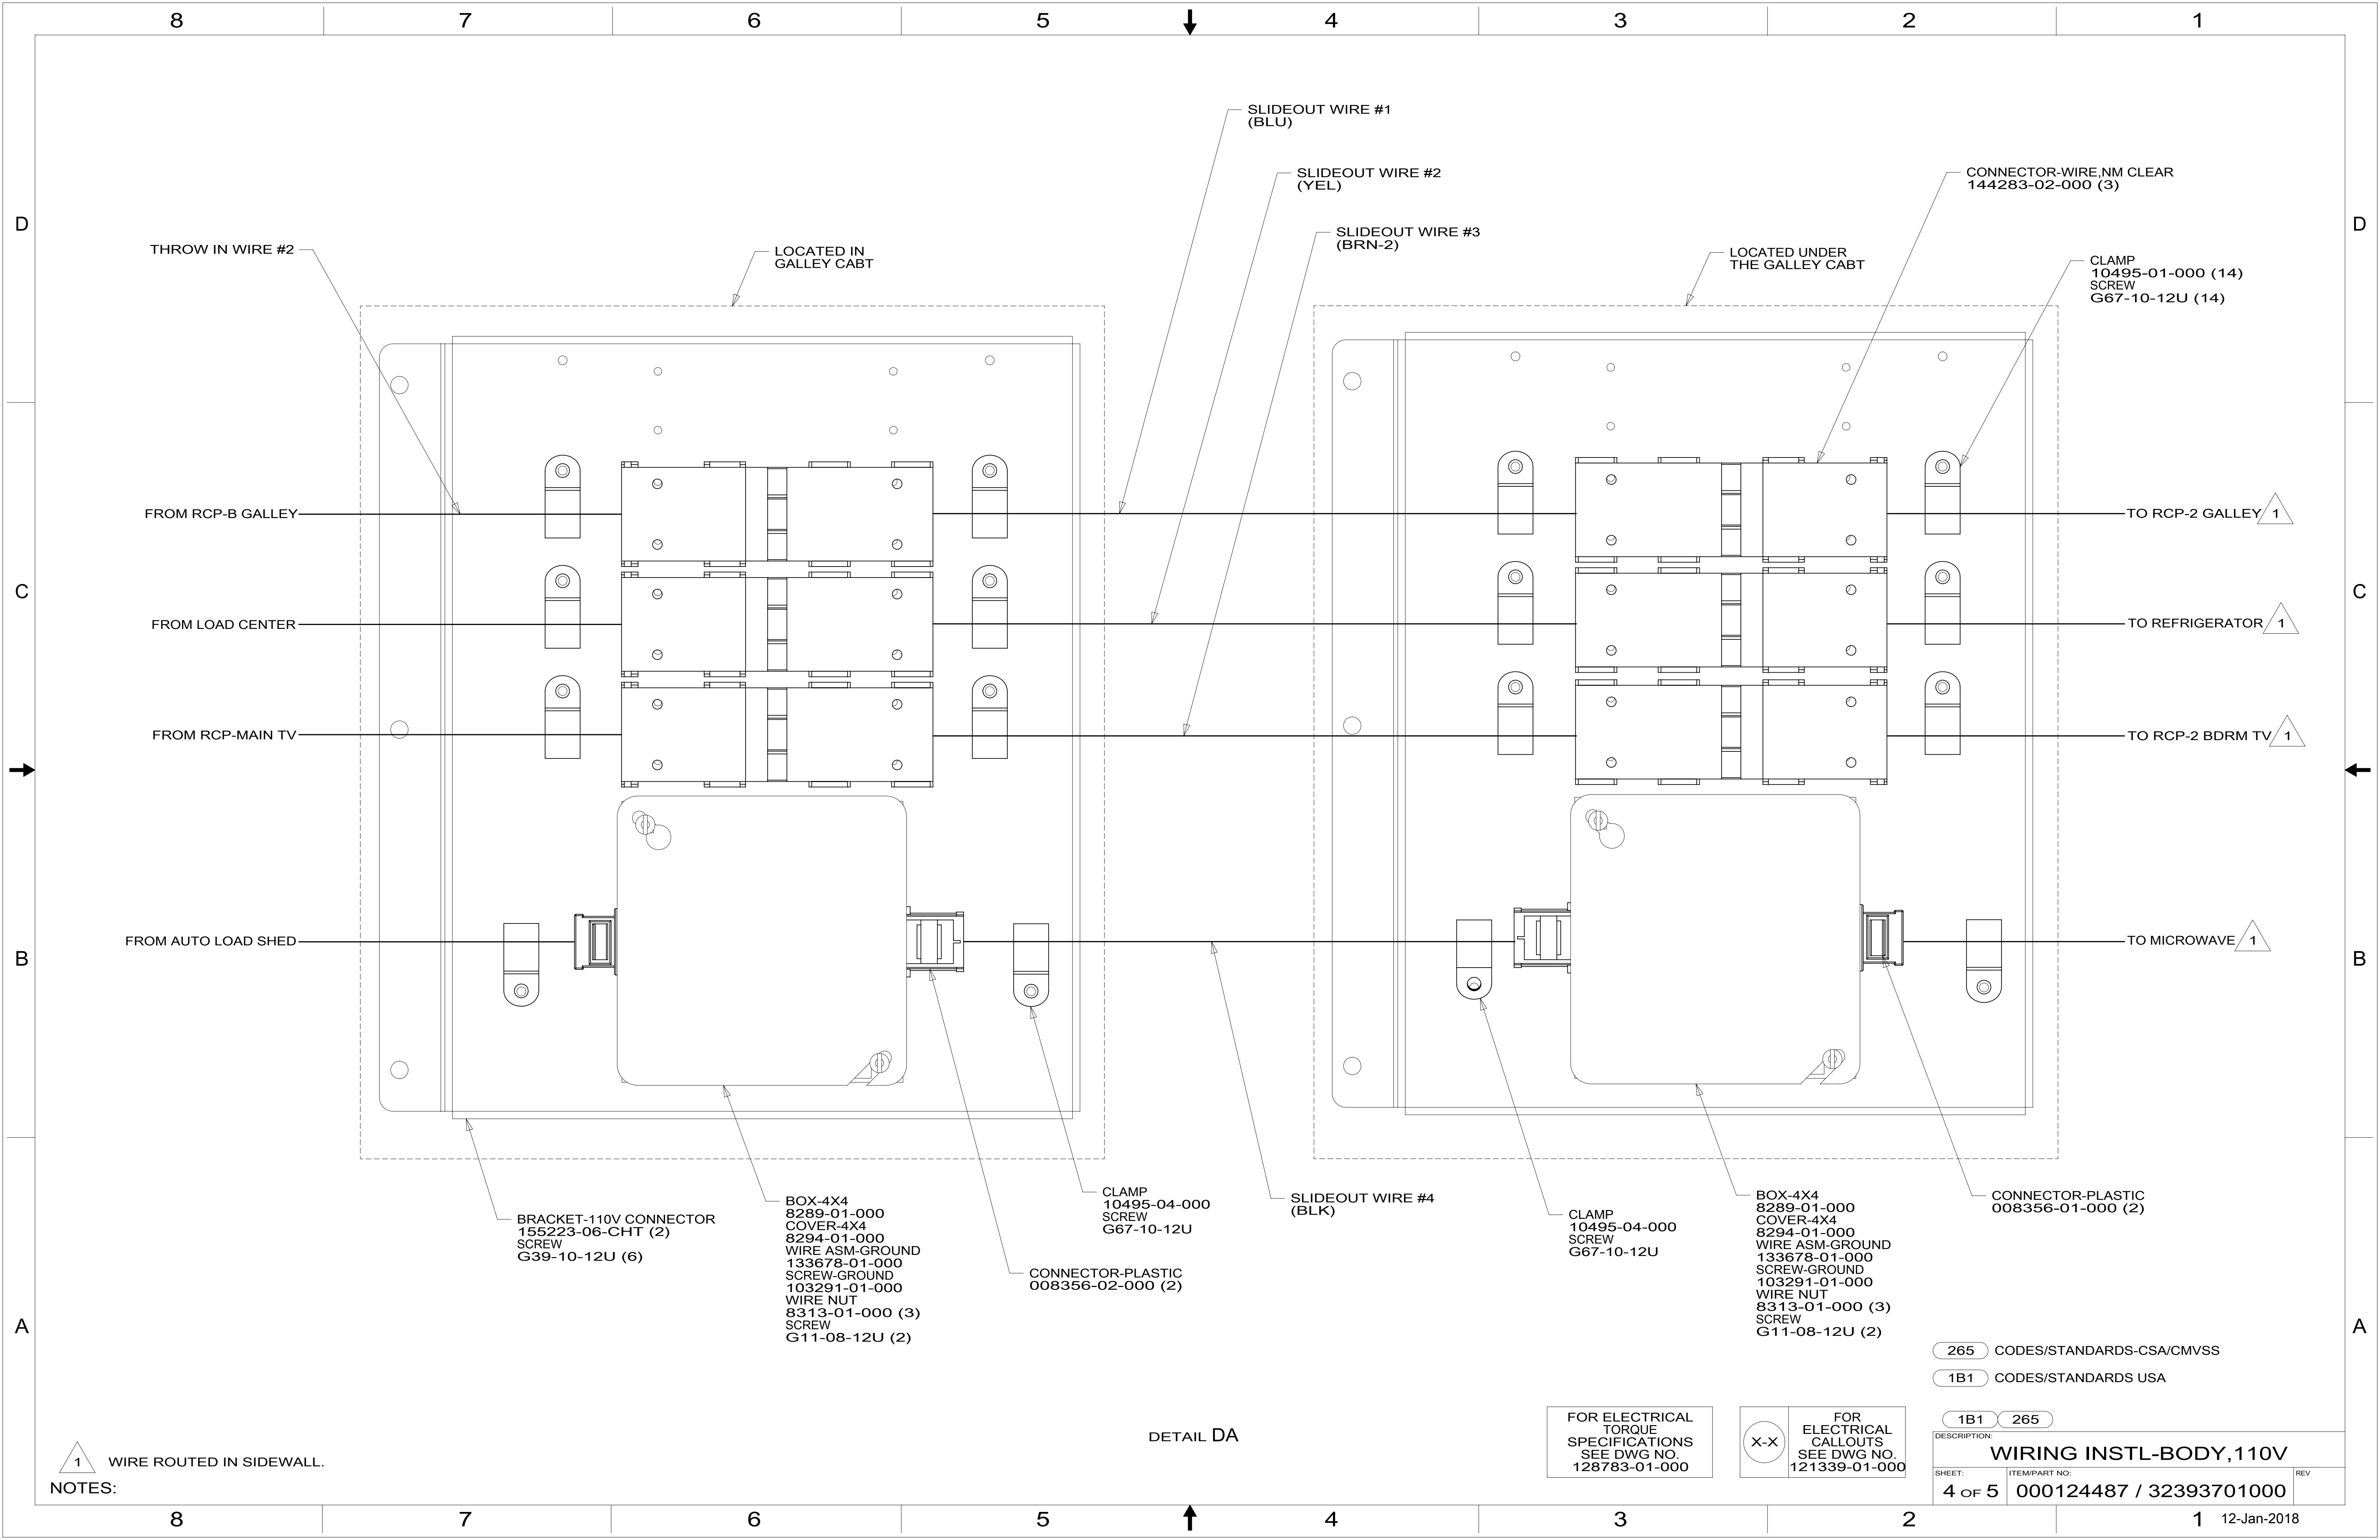 8 7 6 5 4 3 2 1
D
D
C
C
B
B
A
A
SLIDEOUT WIRE #1
(BLU)
SLIDEOUT WIRE #2
(YEL)
SLIDEOUT WIRE #3
(BRN-2)
CONNECTOR-WIRE,NM CLEAR
144283-02-000 (3)
THROW IN WIRE #2
LOCATED IN
GALLEY CABT
LOCATED UNDER
THE GALLEY CABT
CLAMP
10495-01-000 (14)
SCREW
G67-10-12U (14)
FROM RCP-B GALLEY
TO RCP-2 GALLEY 1
FROM LOAD CENTER
TO REFRIGERATOR 1
FROM RCP-MAIN TV
TO RCP-2 BDRM TV 1
FROM AUTO LOAD SHED
TO MICROWAVE 1
BRACKET-110V CONNECTOR
155223-06-CHT (2)
SCREW
G39-10-12U (6)
BOX-4X4
8289-01-000
COVER-4X4
8294-01-000
WIRE ASM-GROUND
133678-01-000
SCREW-GROUND
103291-01-000
WIRE NUT
8313-01-000 (3)
SCREW
G11-08-12U (2)
CLAMP
10495-04-000
SCREW
G67-10-12U
CONNECTOR-PLASTIC
008356-02-000 (2)
SLIDEOUT WIRE #4
(BLK)
CLAMP
10495-04-000
SCREW
G67-10-12U
BOX-4X4
8289-01-000
COVER-4X4
8294-01-000
WIRE ASM-GROUND
133678-01-000
SCREW-GROUND
103291-01-000
WIRE NUT
8313-01-000 (3)
SCREW
G11-08-12U (2)
CONNECTOR-PLASTIC
008356-01-000 (2)
265 CODES/STANDARDS-CSA/CMVSS
1B1 CODES/STANDARDS USA
1B1 265
DETAIL DA
FOR ELECTRICAL
TORQUE
SPECIFICATIONS
SEE DWG NO.
128783-01-000
X-X
FOR
ELECTRICAL
CALLOUTS
SEE DWG NO.
121339-01-000
DESCRIPTION:
WIRING INSTL-BODY,110V
SHEET:
4 OF 5
ITEM/PART NO:
000124487 / 32393701000
REV
1 WIRE ROUTED IN SIDEWALL.
NOTES:
8 7 6 5 4 3 2 1
12-Jan-2018